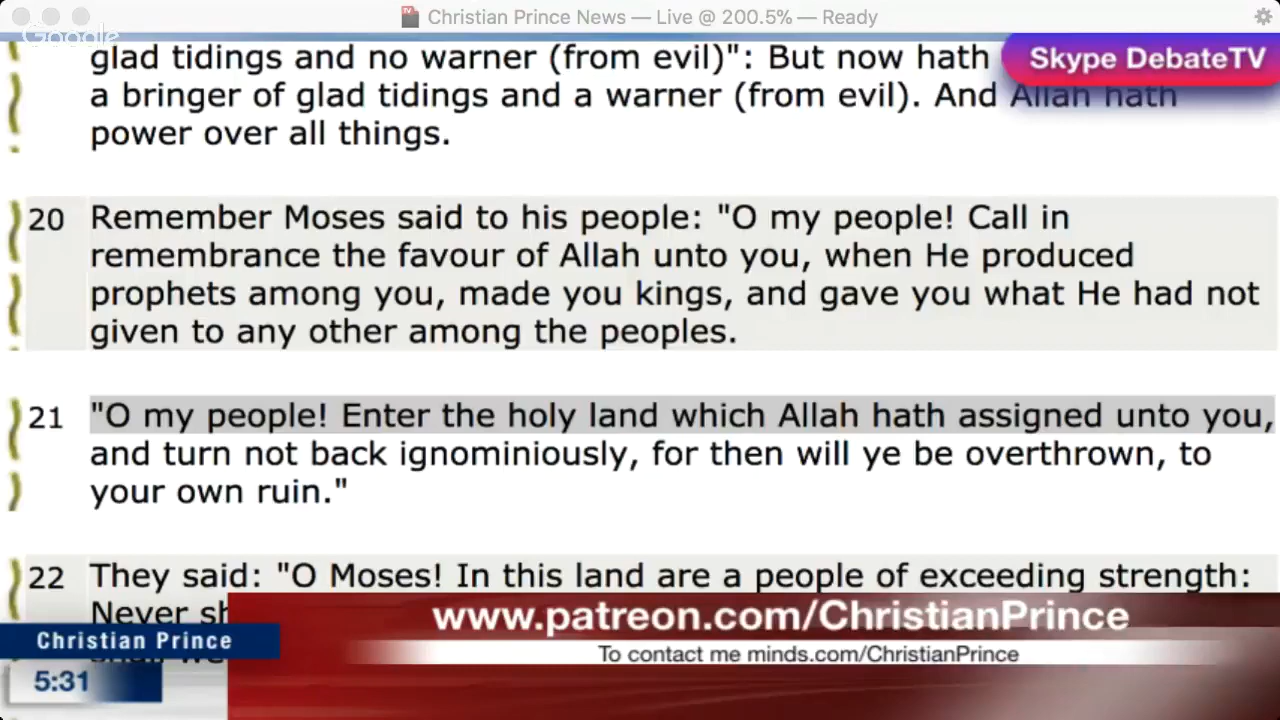 Christian Prince News — Live @ 200.5% — Ready
Google
glad tidings and no warner (from evil)": But now hath
Skype DebateTV
a bringer of glad tidings and a warner (from evil). And Allah hath
power over all things.
20 Remember Moses said to his people: "O my people! Call in
remembrance the favour of Allah unto you, when He produced
prophets among you, made you kings, and gave you what He had not
given to any other among the peoples.
21 "O my people! Enter the holy land which Allah hath assigned unto you,
and turn not back ignominiously, for then will ye be overthrown, to
your own ruin."
22 They said: "O Moses! In this land are a people of exceeding strength:
Never sh
www.patreon.com/ChristianPrince
Christian Prince
To contact me minds.com/ChristianPrince
5:31